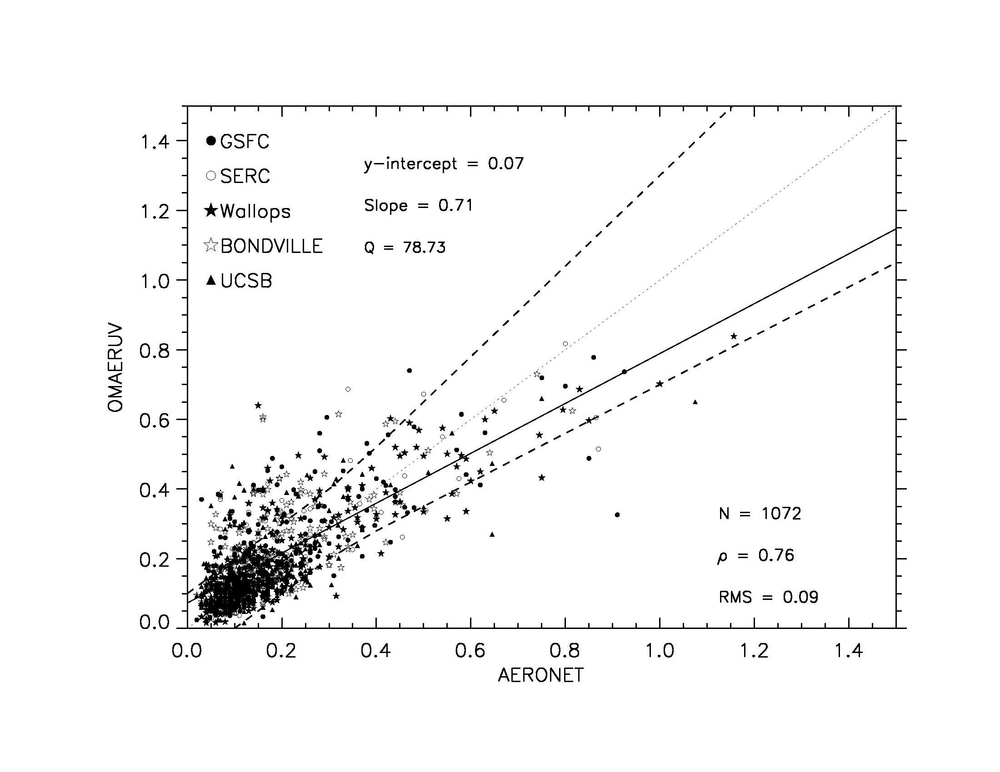 GSFC
SERC
Wallops
BONDVILLE
UCSB
y-intercept = 0.07
Slope = 0.71
Q = 78.73
N = 1072
ρ = 0.76
RMS = 0.09
OMAERUV
1.4
1.2
1.0
0.8
0.6
0.4
0.2
0.0
0.0 0.2 0.4 0.6 0.8 1.0 1.2 1.4
AERONET